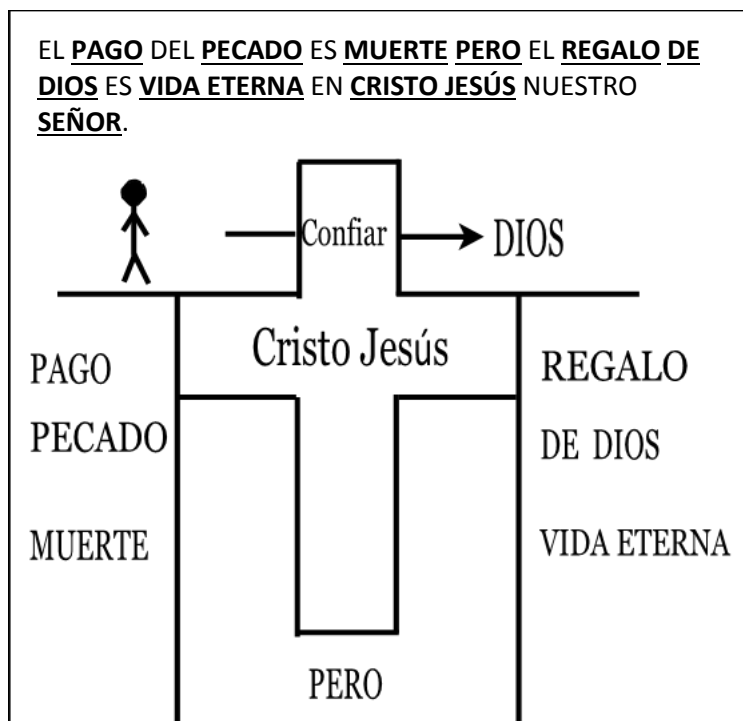 EL PAGO DEL PECADO ES MUERTE PERO EL REGALO DE
DIOS ES VIDA ETERNA EN CRISTO JESÚS NUESTRO
SEÑOR.
Confiar
DIOS
Cristo Jesús
PAGO
PECADO
MUERTE
REGALO
DE DIOS
VIDA ETERNA
PERO